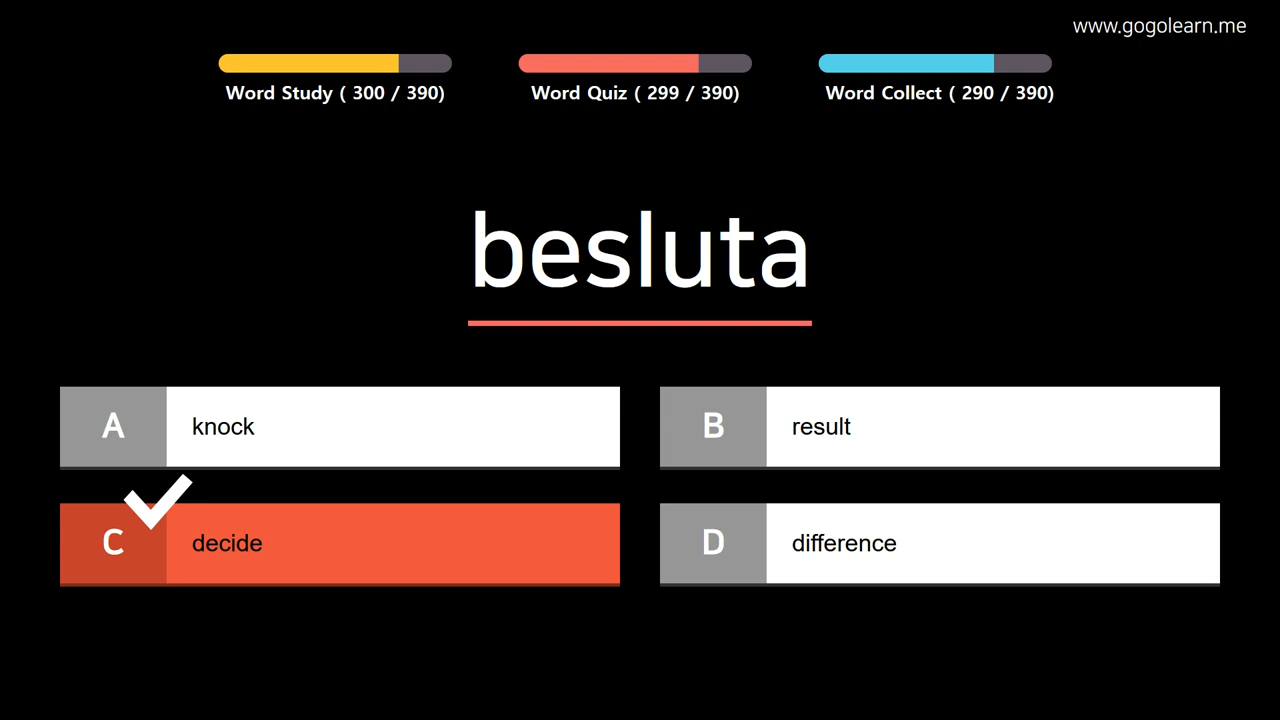 www.gogolearn.me
Word Study ( 300 / 390)
Word Quiz ( 299 / 390)
Word Collect ( 290 / 390)
besluta
A knock
B result
C decide
D difference